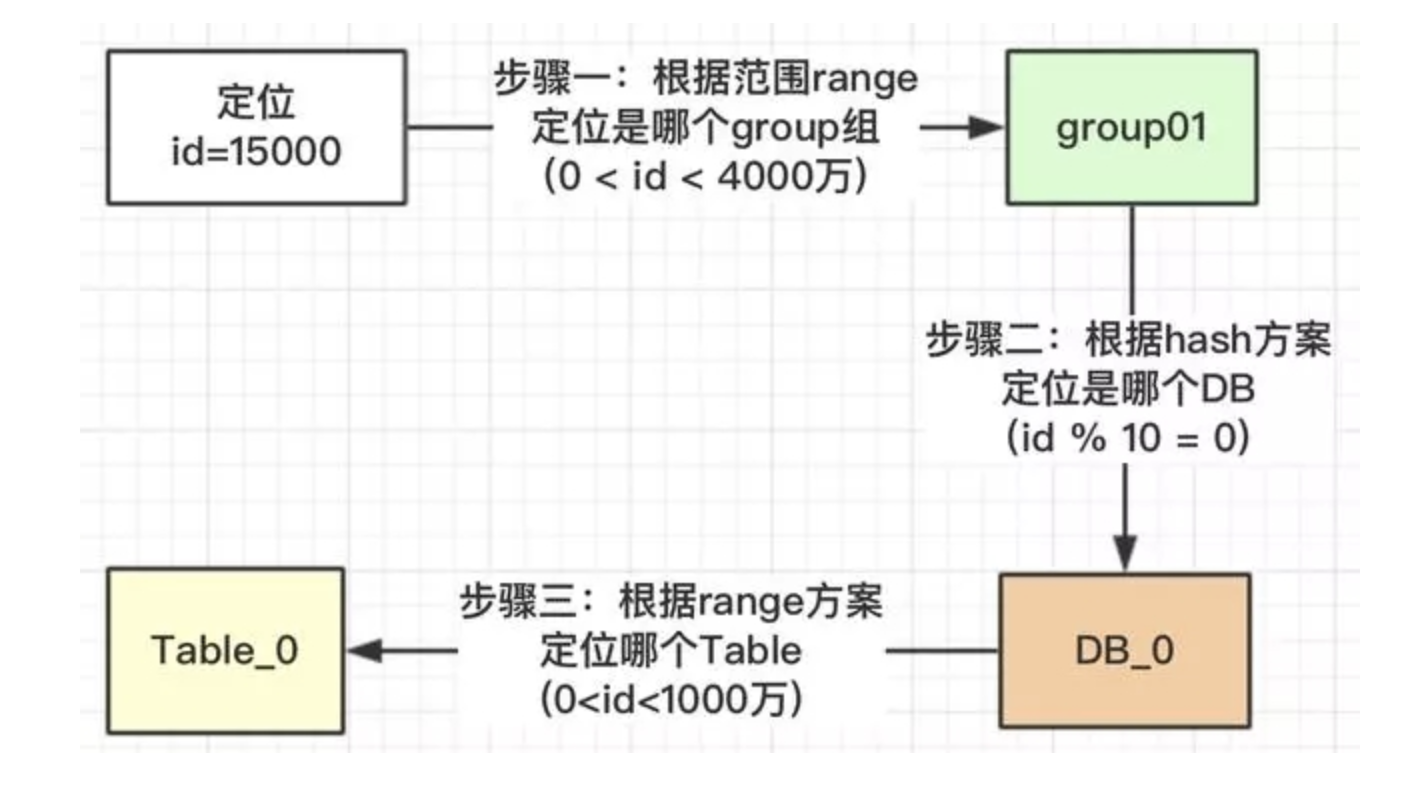 定位
id=15000
步骤一：根据范围range
定位是哪个group组
(0 < id < 4000万)
group01
步骤二：根据hash方案
定位是哪个DB
(id % 10 = 0)
DB_0
步骤三：根据range方案
定位哪个Table
(0<id<1000万)
Table_0